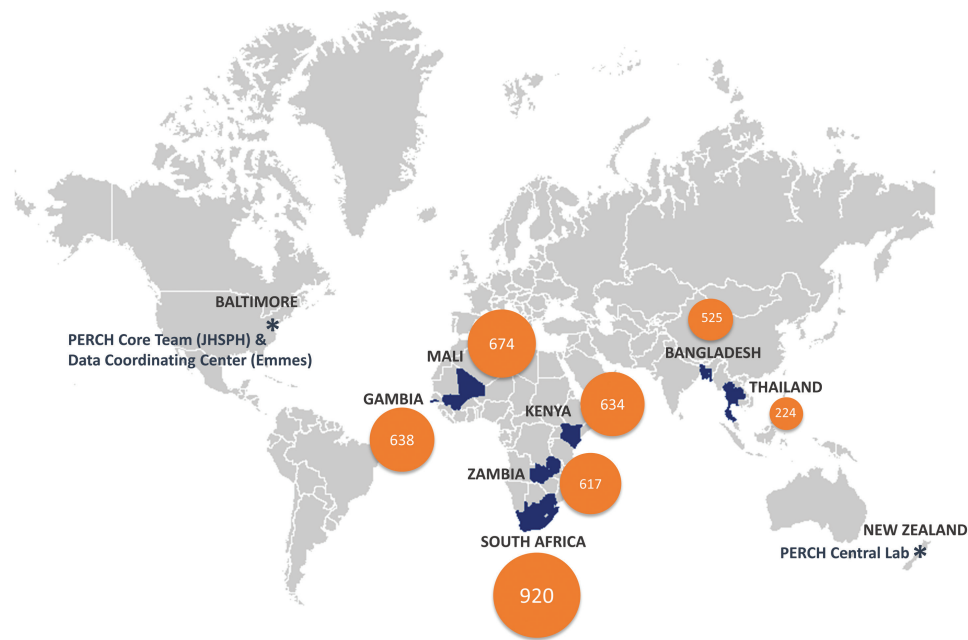 BALTIMORE
*
PERCH Core Team (JHSPH) &
Data Coordinating Center (Emmes)
525
BANGLADESH
674
MALI
THAILAND
224
GAMBIA
638
KENYA
634
ZAMBIA
617
SOUTH AFRICA
920
NEW ZEALAND
PERCH Central Lab *